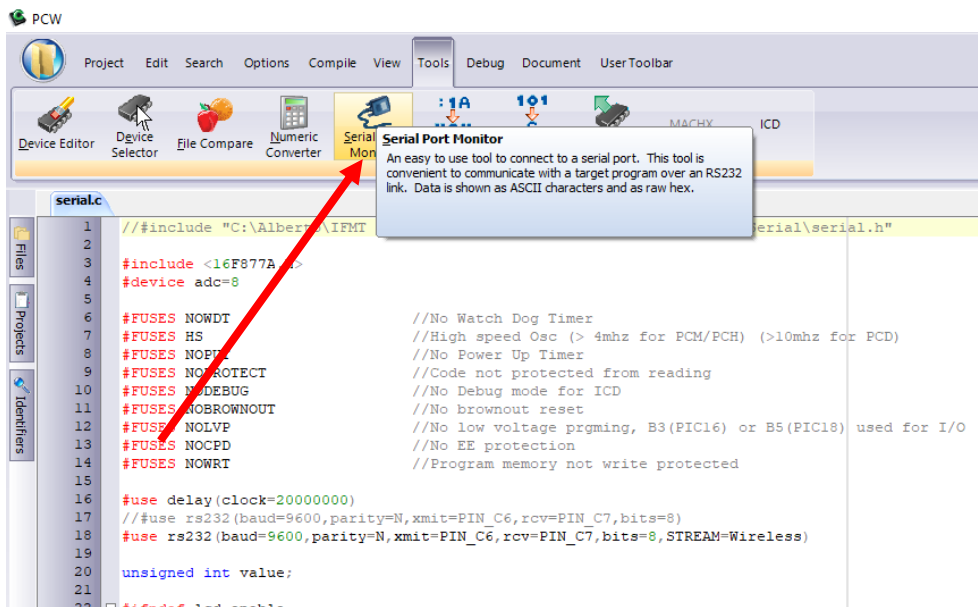 PCW
Project Edit Search Options Compile View Tools Debug Document User Toolbar
Device Editor Device Selector File Compare Numeric Converter Serial Mon :1A 101 MACHX ICD
Serial Port Monitor
An easy to use tool to connect to a serial port. This tool is
convenient to communicate with a target program over an RS232
link. Data is shown as ASCII characters and as raw hex.
serial.c
Files
Projects
Identifiers
1 //#include "C:\Alberto\IFMT erial\serial.h"
2
3 #include <16F877A.h>
4 #device adc=8
5
6 #FUSES NOWDT //No Watch Dog Timer
7 #FUSES HS //High speed Osc (> 4mhz for PCM/PCH) (>10mhz for PCD)
8 #FUSES NOPUT //No Power Up Timer
9 #FUSES NOPROTECT //Code not protected from reading
10 #FUSES NODEBUG //No Debug mode for ICD
11 #FUSES NOBROWNOUT //No brownout reset
12 #FUSES NOLVP //No low voltage prgming, B3(PIC16) or B5(PIC18) used for I/O
13 #FUSES NOCPD //No EE protection
14 #FUSES NOWRT //Program memory not write protected
15
16 #use delay(clock=20000000)
17 //#use rs232(baud=9600,parity=N,xmit=PIN_C6,rcv=PIN_C7,bits=8)
18 #use rs232(baud=9600,parity=N,xmit=PIN_C6,rcv=PIN_C7,bits=8,STREAM=Wireless)
19
20 unsigned int value;
21